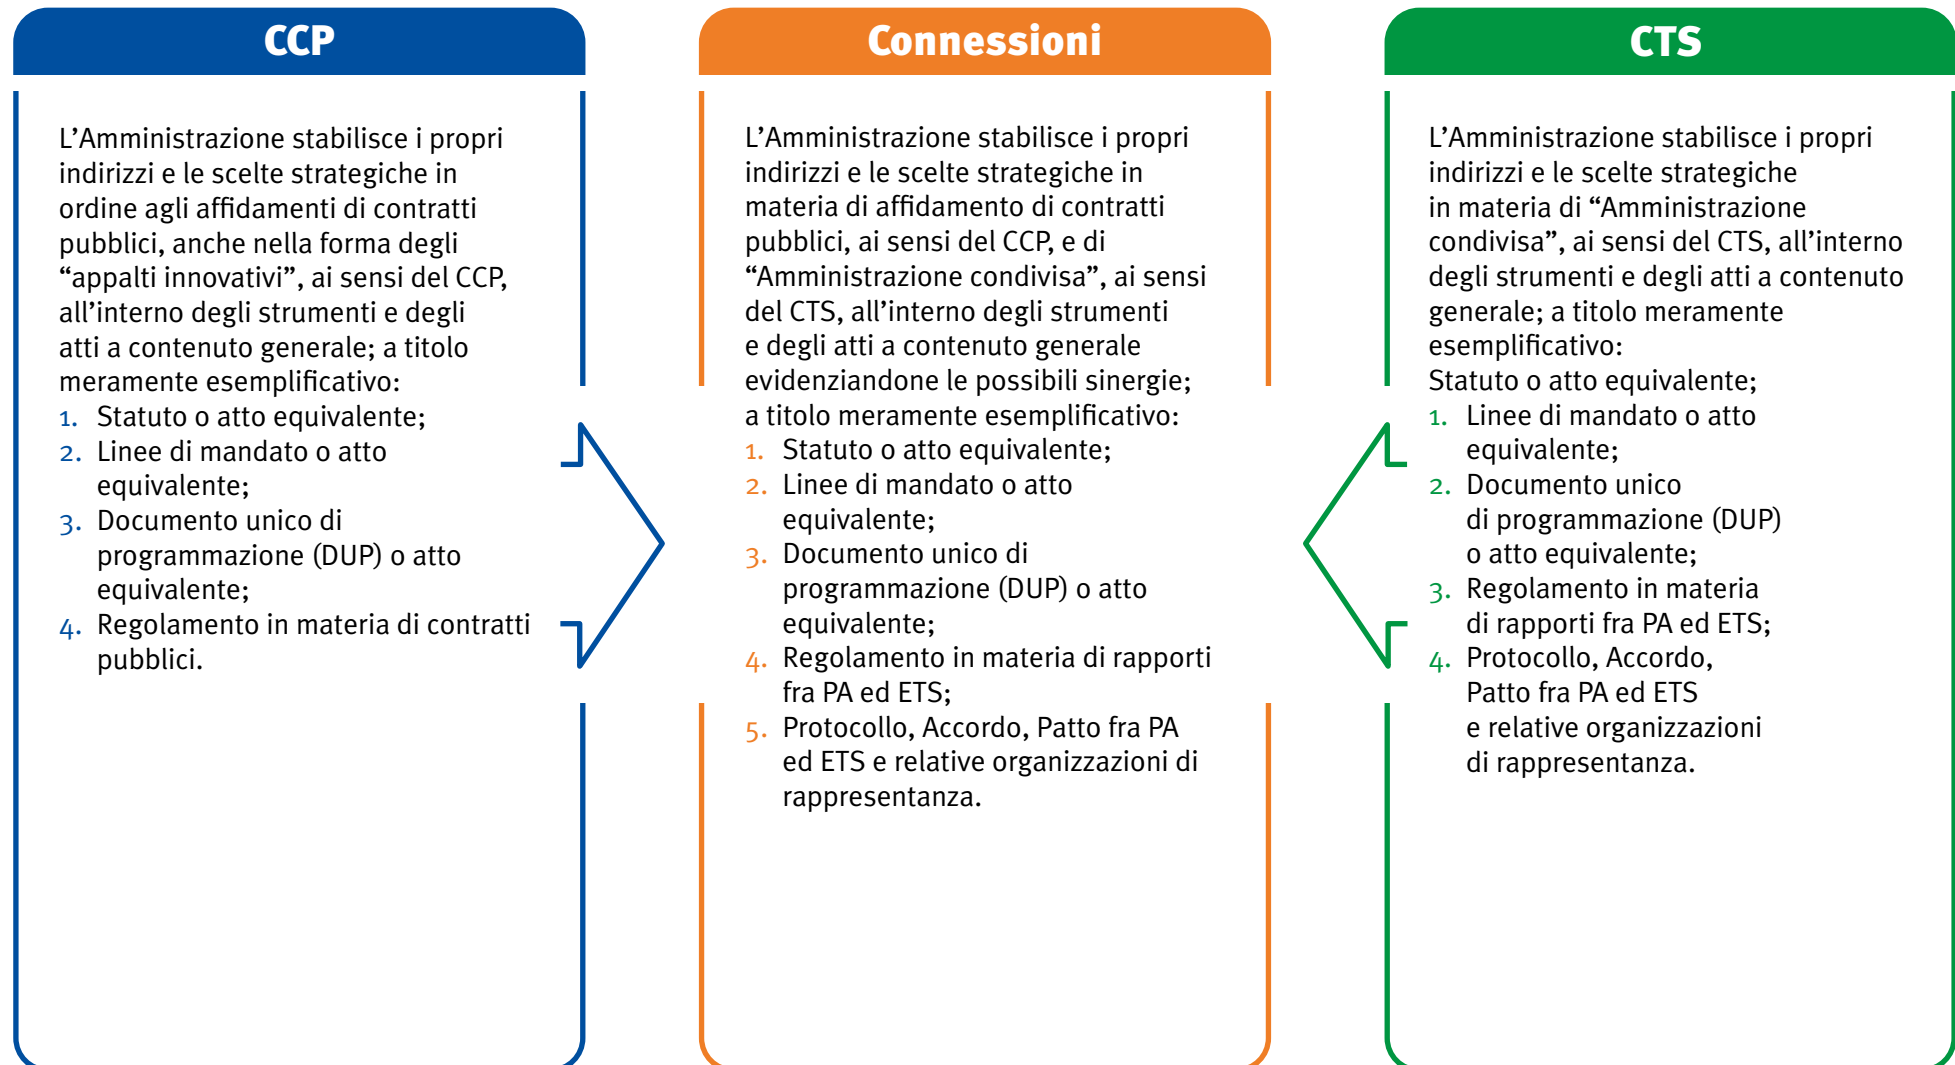 CCP
L’Amministrazione stabilisce i propri
indirizzi e le scelte strategiche in
ordine agli affidamenti di contratti
pubblici, anche nella forma degli
“appalti innovativi”, ai sensi del CCP,
all’interno degli strumenti e degli
atti a contenuto generale; a titolo
meramente esemplificativo:
1. Statuto o atto equivalente;
2. Linee di mandato o atto
equivalente;
3. Documento unico di
programmazione (DUP) o atto
equivalente;
4. Regolamento in materia di contratti
pubblici.
Connessioni
L’Amministrazione stabilisce i propri
indirizzi e le scelte strategiche in
materia di affidamento di contratti
pubblici, ai sensi del CCP, e di
“Amministrazione condivisa”, ai sensi
del CTS, all’interno degli strumenti
e degli atti a contenuto generale
evidenziandone le possibili sinergie;
a titolo meramente esemplificativo:
1. Statuto o atto equivalente;
2. Linee di mandato o atto
equivalente;
3. Documento unico di
programmazione (DUP) o atto
equivalente;
4. Regolamento in materia di rapporti
fra PA ed ETS;
5. Protocollo, Accordo, Patto fra PA
ed ETS e relative organizzazioni di
rappresentanza.
CTS
L’Amministrazione stabilisce i propri
indirizzi e le scelte strategiche
in materia di “Amministrazione
condivisa”, ai sensi del CTS, all’interno
degli strumenti e degli atti a contenuto
generale; a titolo meramente
esemplificativo:
Statuto o atto equivalente;
1. Linee di mandato o atto
equivalente;
2. Documento unico
di programmazione (DUP)
o atto equivalente;
3. Regolamento in materia
di rapporti fra PA ed ETS;
4. Protocollo, Accordo,
Patto fra PA ed ETS
e relative organizzazioni
di rappresentanza.